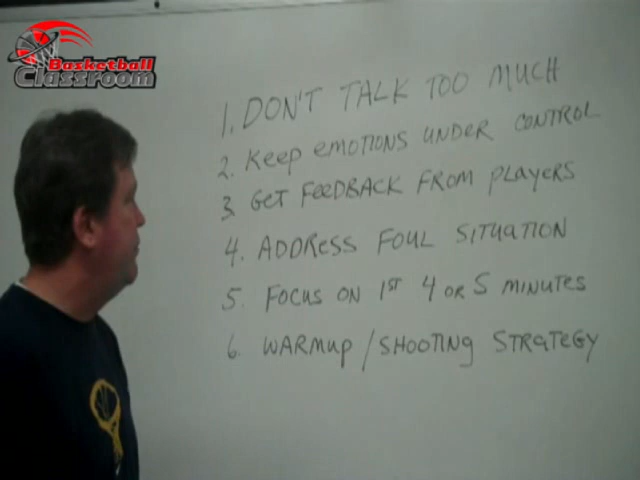 Basketball
Classroom
1. DON'T TALK TOO MUCH
2. KEEP EMOTIONS UNDER CONTROL
3. GET FEEDBACK FROM PLAYERS
4. ADDRESS FOUL SITUATION
5. FOCUS ON 1ST 4 OR 5 MINUTES
6. WARMUP / SHOOTING STRATEGY